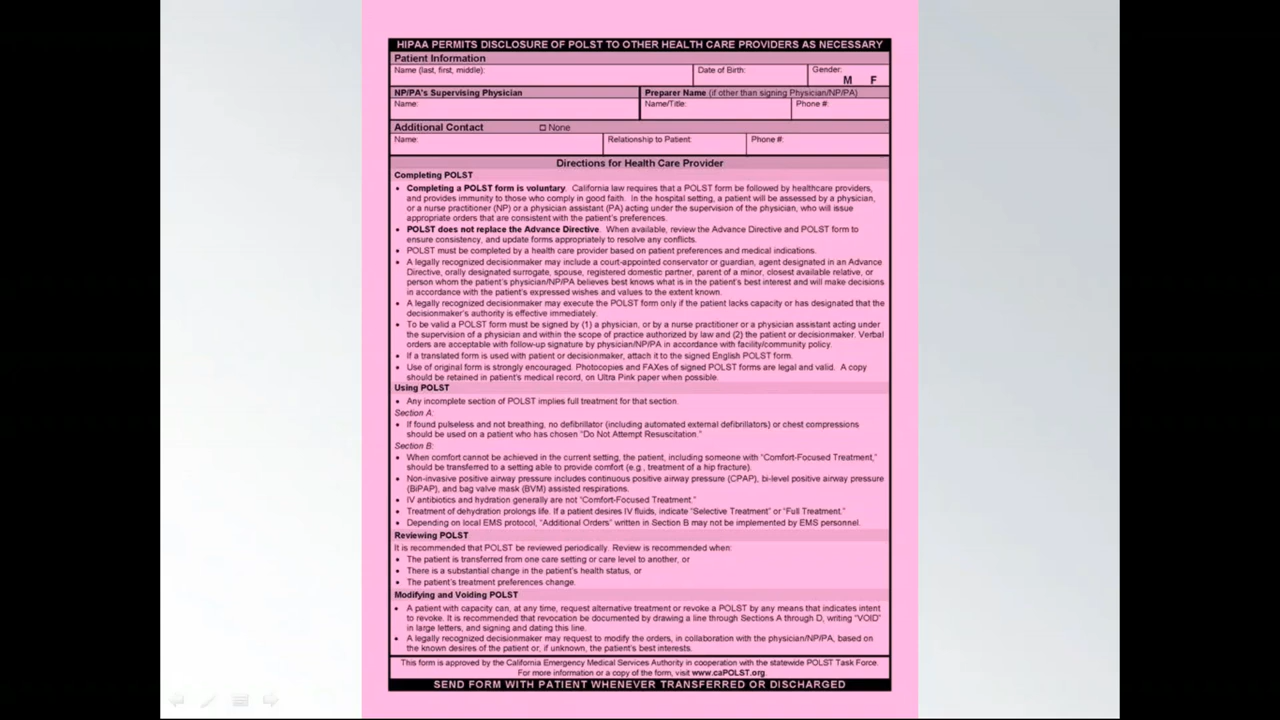 HIPAA PERMITS DISCLOSURE OF POLST TO OTHER HEALTH CARE PROVIDERS AS NECESSARY
Patient Information
Name (last, first, middle):
Date of Birth:
Gender:
M F
NP/PA's Supervising Physician
Preparer Name (if other than signing Physician/NP/PA)
Name:
Name/Title:
Phone #:
Additional Contact
None
Name:
Relationship to Patient:
Phone #:
Directions for Health Care Provider
Completing POLST
• Completing a POLST form is voluntary. California law requires that a POLST form be followed by healthcare providers,
and provides immunity to those who comply in good faith. In the hospital setting, a patient will be assessed by a physician,
or a nurse practitioner (NP) or a physician assistant (PA) acting under the supervision of the physician, who will issue
appropriate orders that are consistent with the patient's preferences.
• POLST does not replace the Advance Directive. When available, review the Advance Directive and POLST form to
ensure consistency, and update forms appropriately to resolve any conflicts.
• POLST must be completed by a health care provider based on patient preferences and medical indications.
• A legally recognized decisionmaker may include a court-appointed conservator or guardian, agent designated in an Advance
Directive, orally designated surrogate, spouse, registered domestic partner, parent of a minor, closest available relative, or
person whom the patient's physician/NP/PA believes best knows what is in the patient's best interest and will make decisions
in accordance with the patient's expressed wishes and values to the extent known.
• A legally recognized decisionmaker may execute the POLST form only if the patient lacks capacity or has designated that the
decisionmaker's authority is effective immediately.
• To be valid a POLST form must be signed by (1) a physician, or by a nurse practitioner or a physician assistant acting under
the supervision of a physician and within the scope of practice authorized by law and (2) the patient or decisionmaker. Verbal
orders are acceptable with follow-up signature by physician/NP/PA in accordance with facility/community policy.
• If a translated form is used with patient or decisionmaker, attach it to the signed English POLST form.
• Use of original form is strongly encouraged. Photocopies and FAXes of signed POLST forms are legal and valid. A copy
should be retained in patient's medical record, on Ultra Pink paper when possible.
Using POLST
• Any incomplete section of POLST implies full treatment for that section.
Section A:
• If found pulseless and not breathing, no defibrillator (including automated external defibrillators) or chest compressions
should be used on a patient who has chosen "Do Not Attempt Resuscitation."
Section B:
• When comfort cannot be achieved in the current setting, the patient, including someone with "Comfort-Focused Treatment,"
should be transferred to a setting able to provide comfort (e.g., treatment of a hip fracture).
• Non-invasive positive airway pressure includes continuous positive airway pressure (CPAP), bi-level positive airway pressure
(BiPAP), and bag valve mask (BVM) assisted respirations.
• IV antibiotics and hydration generally are not "Comfort-Focused Treatment."
• Treatment of dehydration prolongs life. If a patient desires IV fluids, indicate "Selective Treatment" or "Full Treatment."
• Depending on local EMS protocol, "Additional Orders" written in Section B may not be implemented by EMS personnel.
Reviewing POLST
It is recommended that POLST be reviewed periodically. Review is recommended when:
• The patient is transferred from one care setting or care level to another, or
• There is a substantial change in the patient's health status, or
• The patient's treatment preferences change.
Modifying and Voiding POLST
• A patient with capacity can, at any time, request alternative treatment or revoke a POLST by any means that indicates intent
to revoke. It is recommended that revocation be documented by drawing a line through Sections A through D, writing "VOID"
in large letters, and signing and dating this line.
• A legally recognized decisionmaker may request to modify the orders, in collaboration with the physician/NP/PA, based on
the known desires of the patient or, if unknown, the patient's best interests.
This form is approved by the California Emergency Medical Services Authority in cooperation with the statewide POLST Task Force.
For more information or a copy of the form, visit www.caPOLST.org.
SEND FORM WITH PATIENT WHENEVER TRANSFERRED OR DISCHARGED